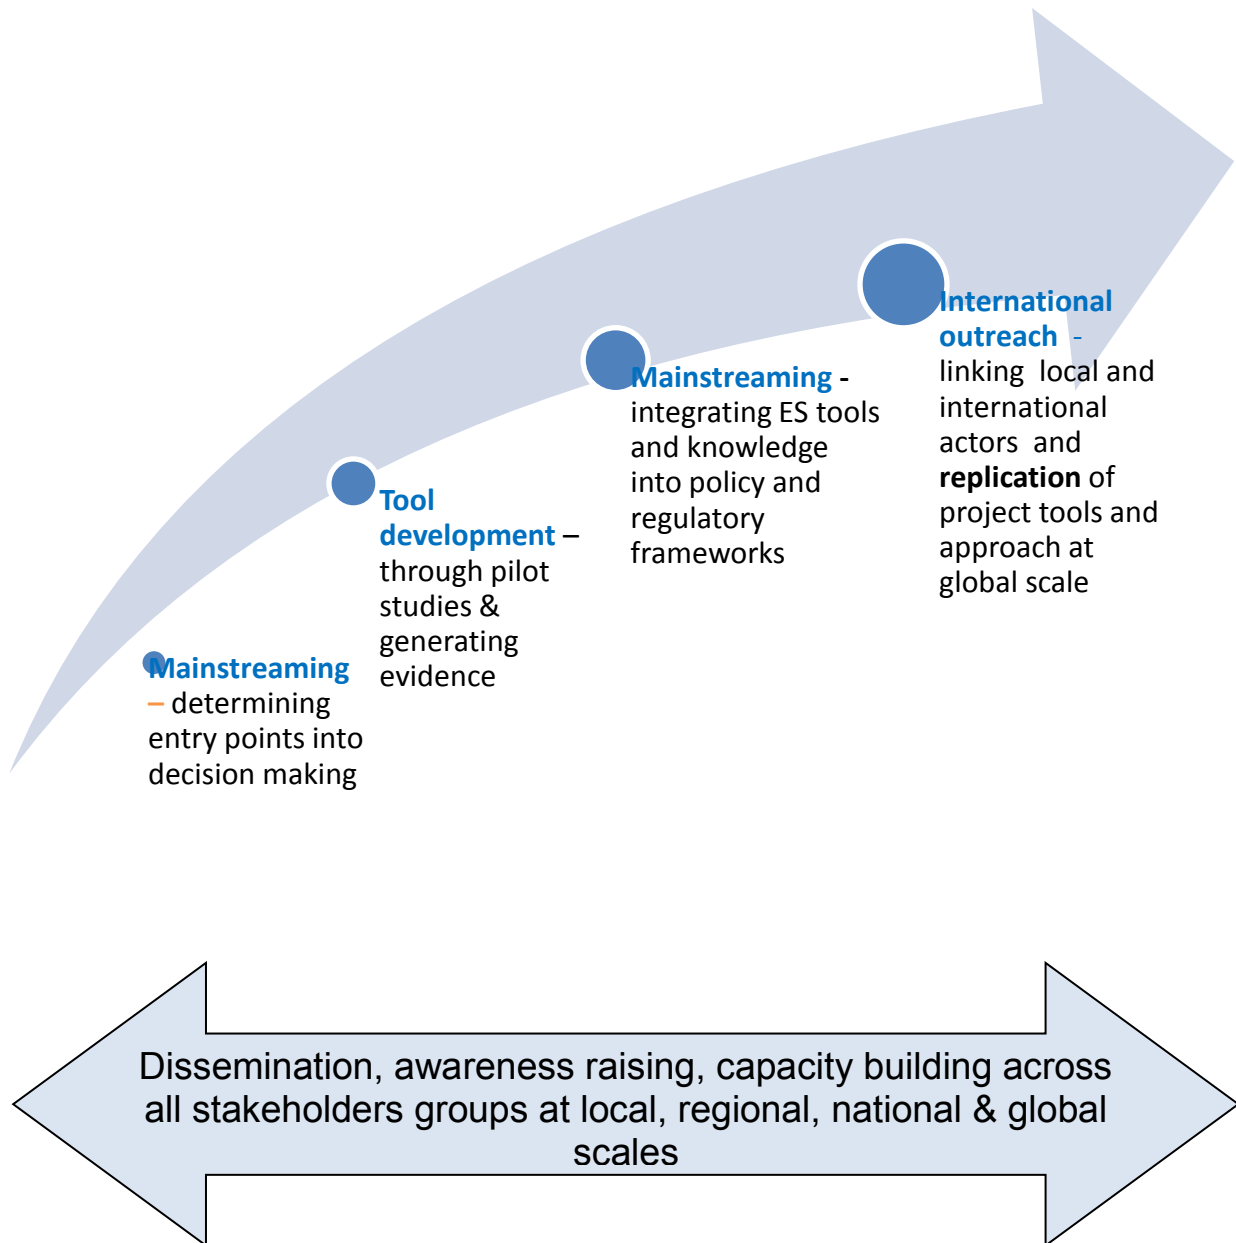 Mainstreaming
– determining
entry points into
decision making
Tool
development –
through pilot
studies &
generating
evidence
Mainstreaming -
integrating ES tools
and knowledge
into policy and
regulatory
frameworks
International
outreach -
linking local and
international
actors and
replication of
project tools and
approach at
global scale
Dissemination, awareness raising, capacity building across
all stakeholders groups at local, regional, national & global
scales